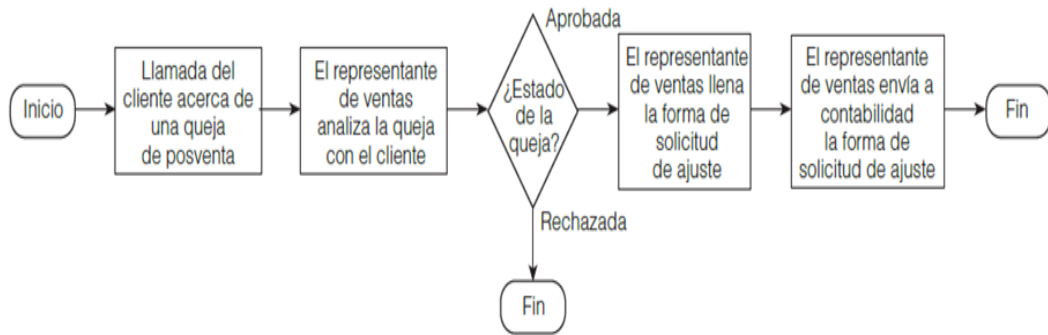 Inicio
Llamada del
cliente acerca de
una queja
de posventa
El representante
de ventas
analiza la queja
con el cliente
¿Estado
de la
queja?
Aprobada
El representante
de ventas llena
la forma de
solicitud
de ajuste
El representante
de ventas envía a
contabilidad
la forma de
solicitud de ajuste
Fin
Rechazada
Fin